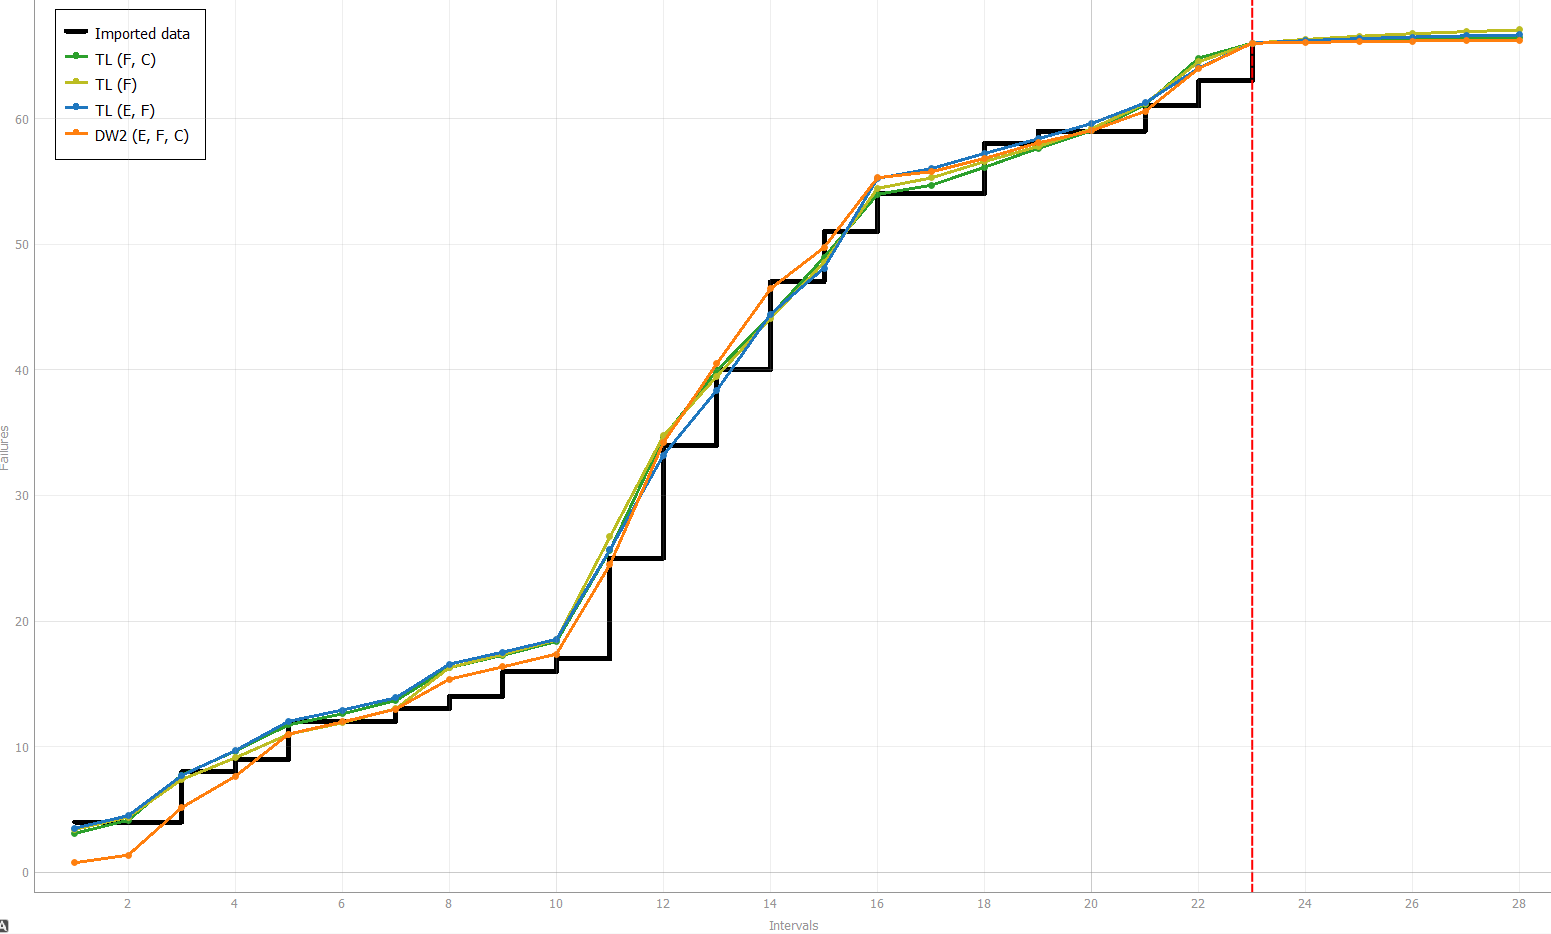 Imported data
TL (F, C)
TL (F)
TL (E, F)
DW2 (E, F, C)
60
50
40
30
20
10
0
Failures
2 4 6 8 10 12 14 16 18 20 22 24 26 28
Intervals
A